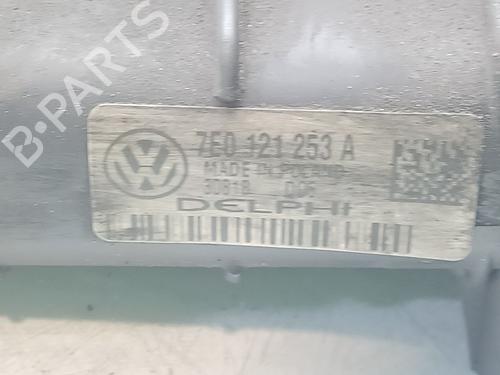 B-PARTS
7E0 121 253 A
MADE IN POLAND
DELPHI